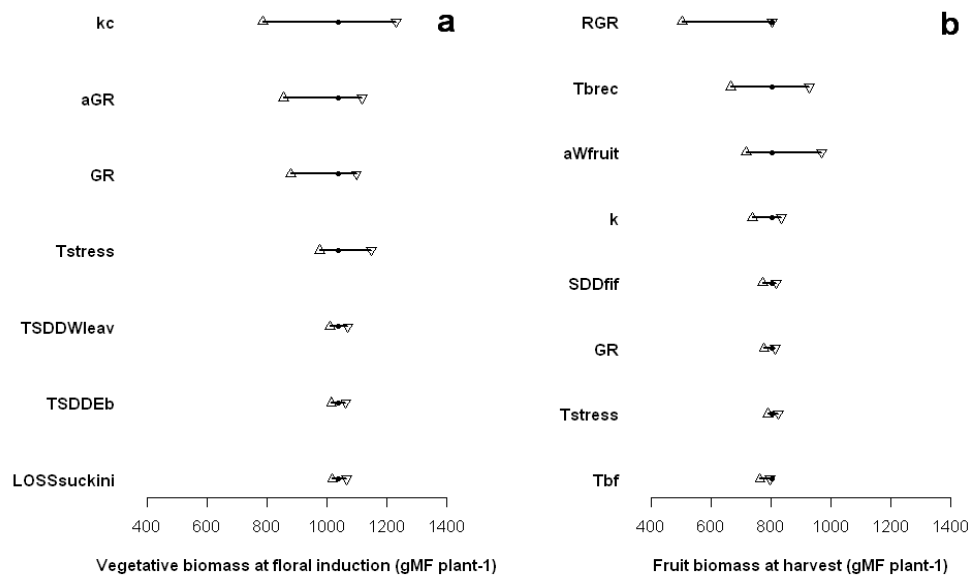 a
kc
aGR
GR
Tstress
TSDDWleav
TSDDEb
LOSSsuckini
400 600 800 1000 1200 1400
Vegetative biomass at floral induction (gMF plant-1)
b
RGR
Tbrec
aWfruit
k
SDDfif
GR
Tstress
Tbf
400 600 800 1000 1200 1400
Fruit biomass at harvest (gMF plant-1)